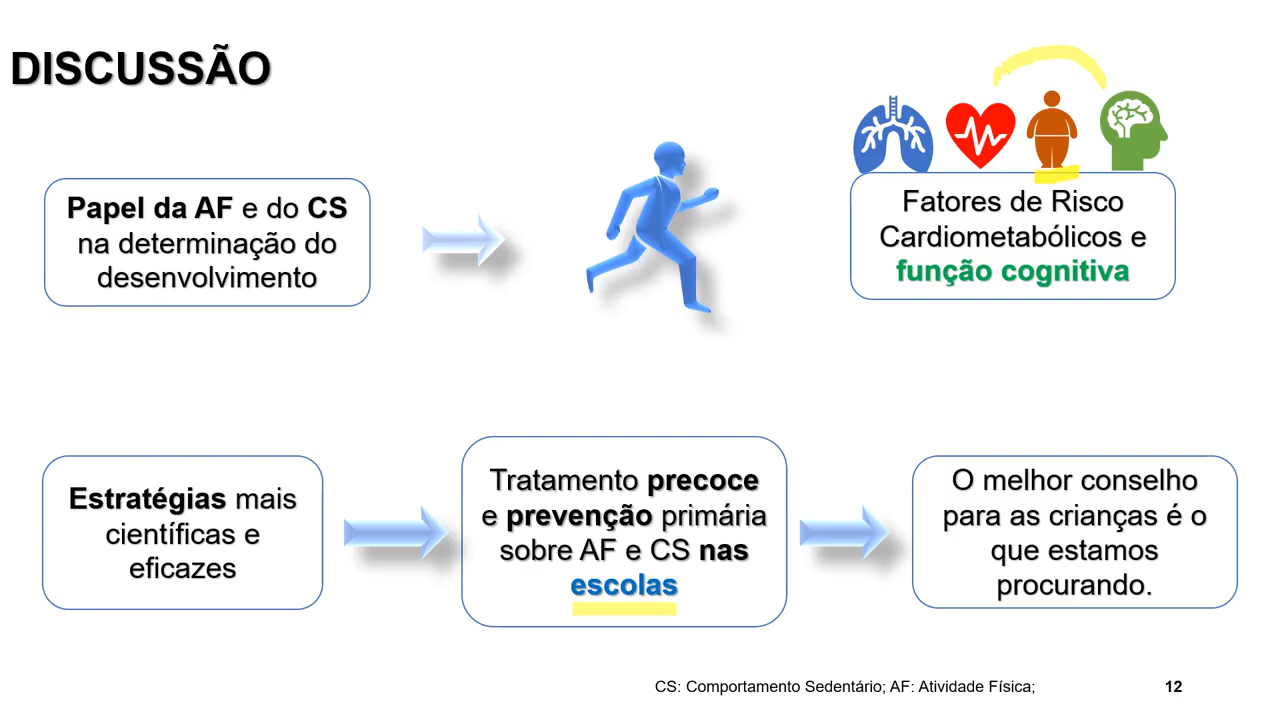 DISCUSSÃO
Papel da AF e do CS
na determinação do
desenvolvimento
Fatores de Risco
Cardiometabólicos e
função cognitiva
Estratégias mais
científicas e
eficazes
Tratamento precoce
e prevenção primária
sobre AF e CS nas
escolas
O melhor conselho
para as crianças é o
que estamos
procurando.
CS: Comportamento Sedentário; AF: Atividade Física;
12